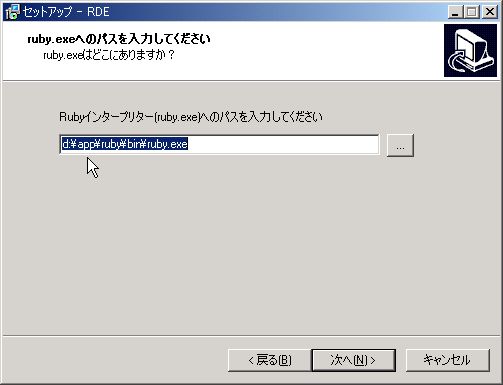 セットアップ - RDE
ruby.exeへのパスを入力してください
ruby.exeはどこにありますか？
Rubyインタープリター(ruby.exe)へのパスを入力してください
d:¥app¥ruby¥bin¥ruby.exe
...
< 戻る(B)
次へ(N) >
キャンセル